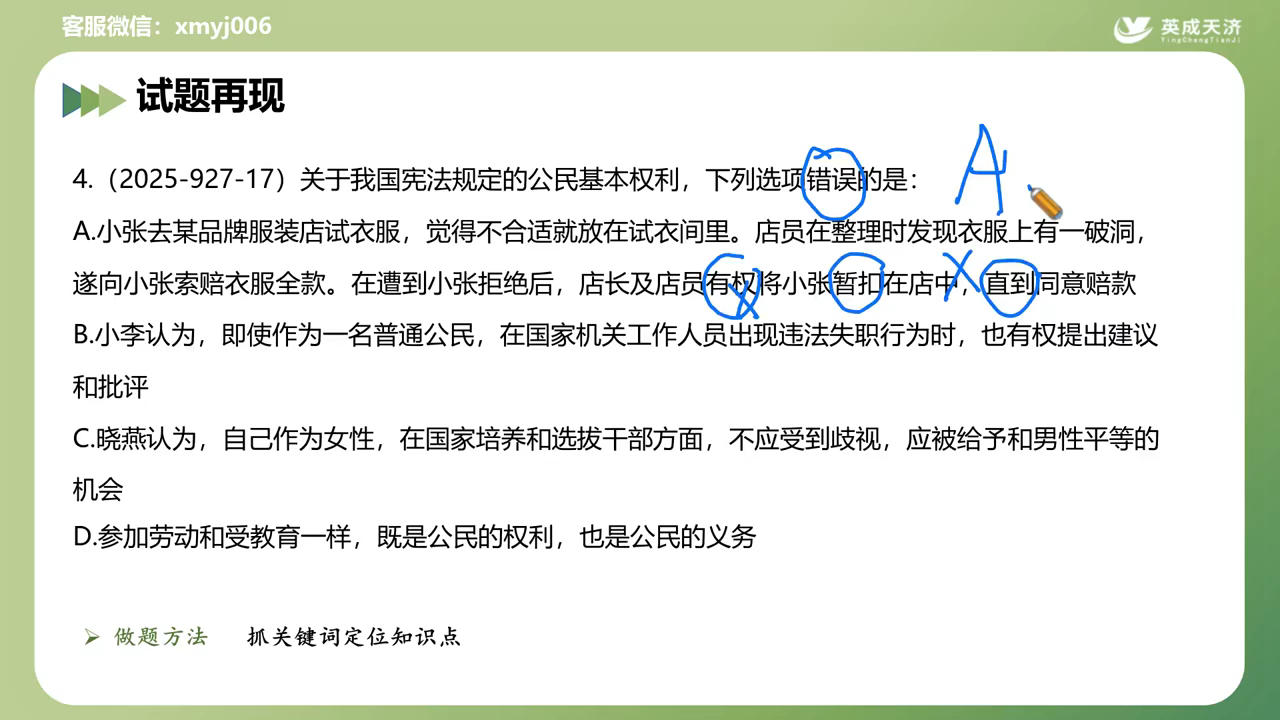 客服微信：xmyj006
英成天济
YingChengTianJi
试题再现
4.（2025-927-17）关于我国宪法规定的公民基本权利，下列选项错误的是：
A
A.小张去某品牌服装店试衣服，觉得不合适就放在试衣间里。店员在整理时发现衣服上有一破洞，
遂向小张索赔衣服全款。在遭到小张拒绝后，店长及店员有权将小张暂扣在店中，直到同意赔款
B.小李认为，即使作为一名普通公民，在国家机关工作人员出现违法失职行为时，也有权提出建议
和批评
C.晓燕认为，自己作为女性，在国家培养和选拔干部方面，不应受到歧视，应被给予和男性平等的
机会
D.参加劳动和受教育一样，既是公民的权利，也是公民的义务
做题方法 抓关键词定位知识点